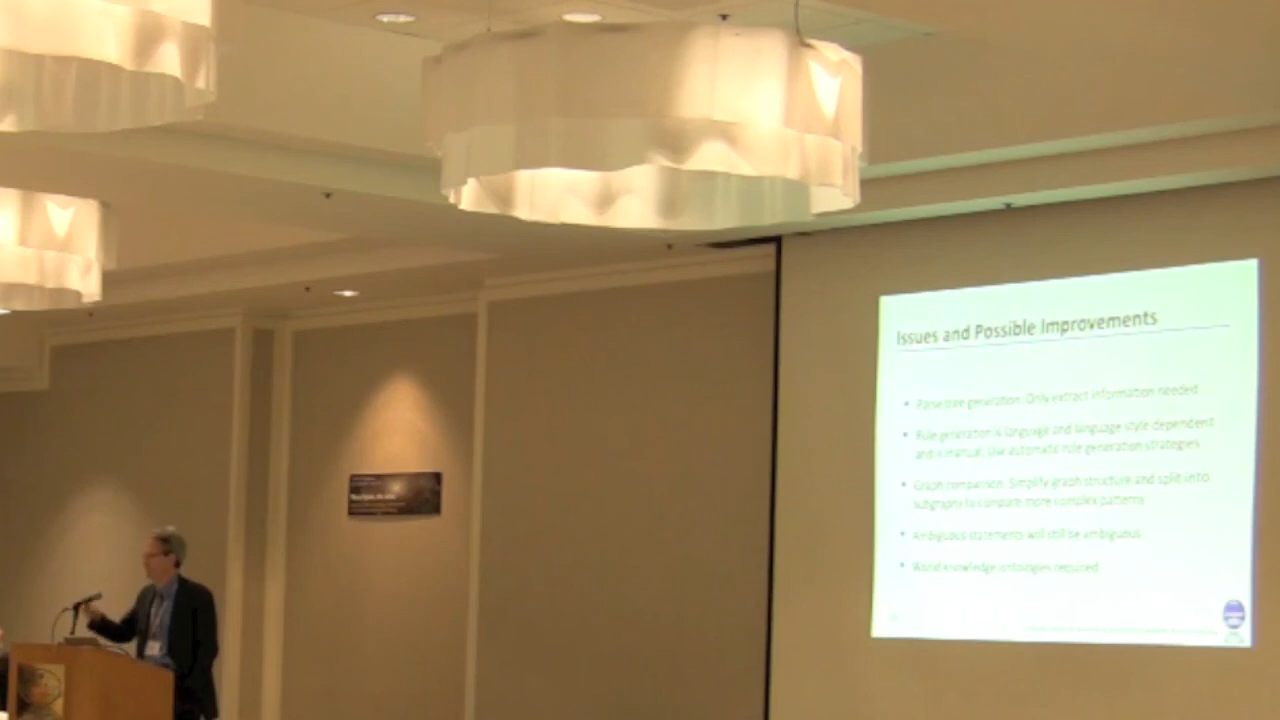 Issues and Possible Improvements
Parse tree generation: Only extract information needed
Rule generation is language and language style dependent
and is manual; Use automate rule generation strategies
Graph comparison: Simplify graph structure and split into
subgraphs to compare more complex patterns
Ambiguous statements will still be ambiguous
World knowledge ontologies required